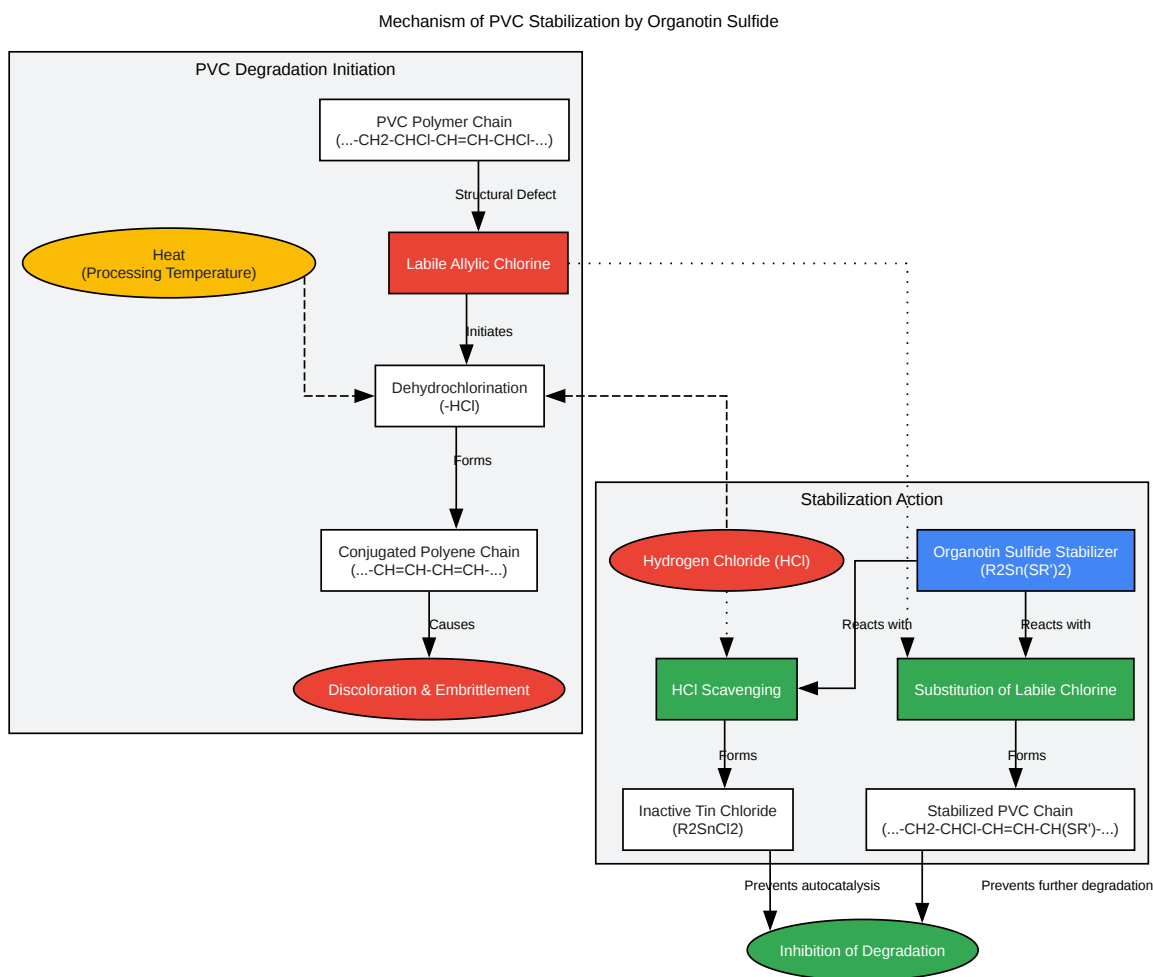 Mechanism of PVC Stabilization by Organotin Sulfide
PVC Degradation Initiation
PVC Polymer Chain
(...-CH2-CHCl-CH=CH-CHCl-...)
Structural Defect
Heat
(Processing Temperature)
Labile Allylic Chlorine
Initiates
Dehydrochlorination
(-HCl)
Forms
Conjugated Polyene Chain
(...-CH=CH-CH=CH-...)
Causes
Discoloration & Embrittlement
Stabilization Action
Hydrogen Chloride (HCl)
Organotin Sulfide Stabilizer
(R2Sn(SR')2)
Reacts with
Reacts with
HCl Scavenging
Substitution of Labile Chlorine
Forms
Forms
Inactive Tin Chloride
(R2SnCl2)
Stabilized PVC Chain
(...-CH2-CHCl-CH=CH-CH(SR')-...)
Prevents autocatalysis
Prevents further degradation
Inhibition of Degradation